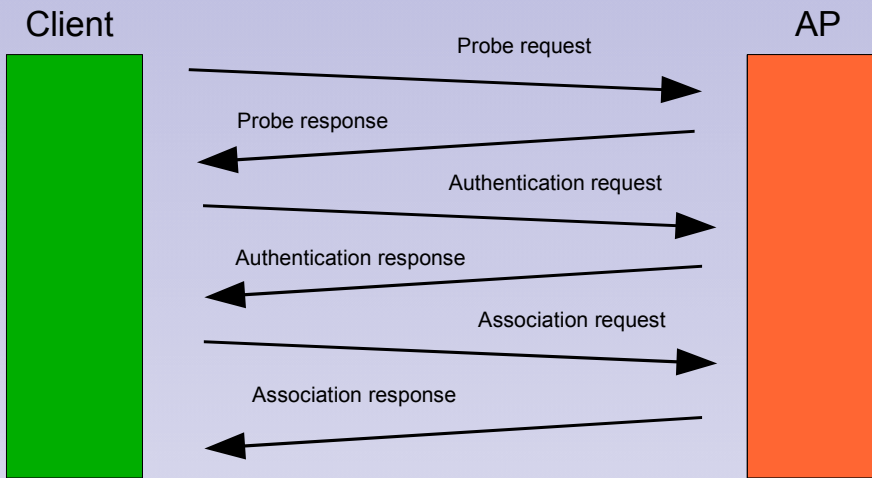 Client
AP
Probe request
Probe response
Authentication request
Authentication response
Association request
Association response